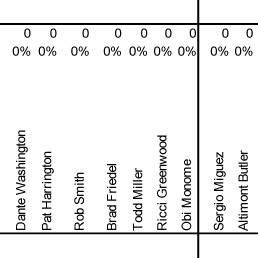 0 0 0 0 0 0 0 0 0
0% 0% 0% 0% 0% 0% 0% 0% 0%
Dante Washington
Pat Harrington
Rob Smith
Brad Friedel
Todd Miller
Ricci Greenwood
Obi Monome
Sergio Miguez
Altimont Butler